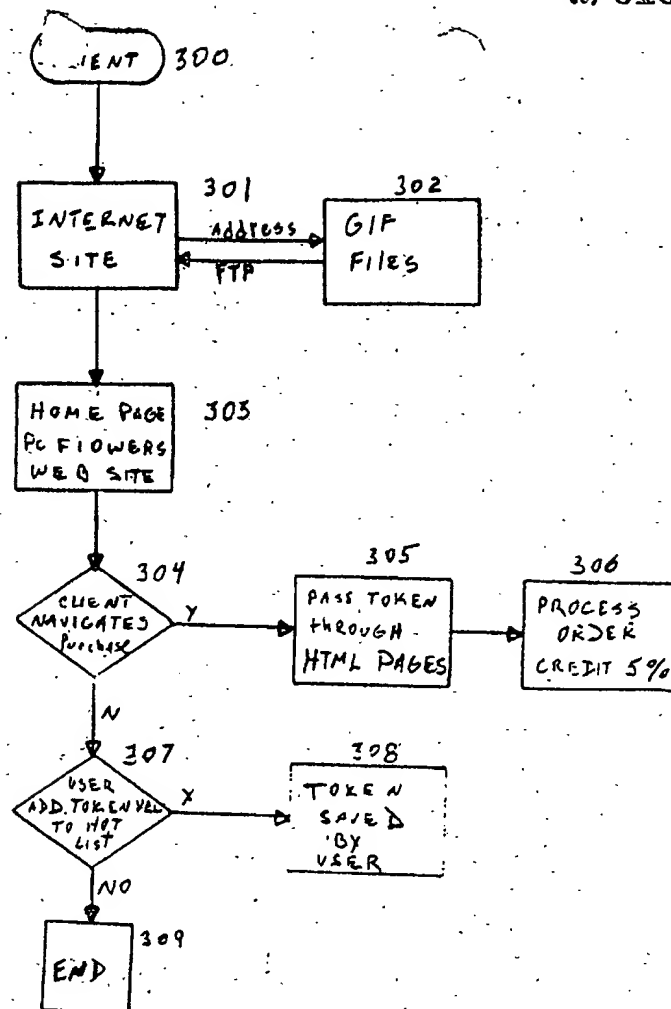 300
301
302
INTERNET
SITE
Address
FTP
GIF
FILES
HOME PAGE
PC FLOWERS
WEB SITE
303
304
CLIENT
NAVIGATES
Purchase
Y
305
PASS TOKEN
through
HTML PAGES
306
PROCESS
ORDER
CREDIT 5%
N
307
USER
ADD TOKEN
TO HOT
LIST
308
TOKEN
SAVED
BY
USER
NO
309
END